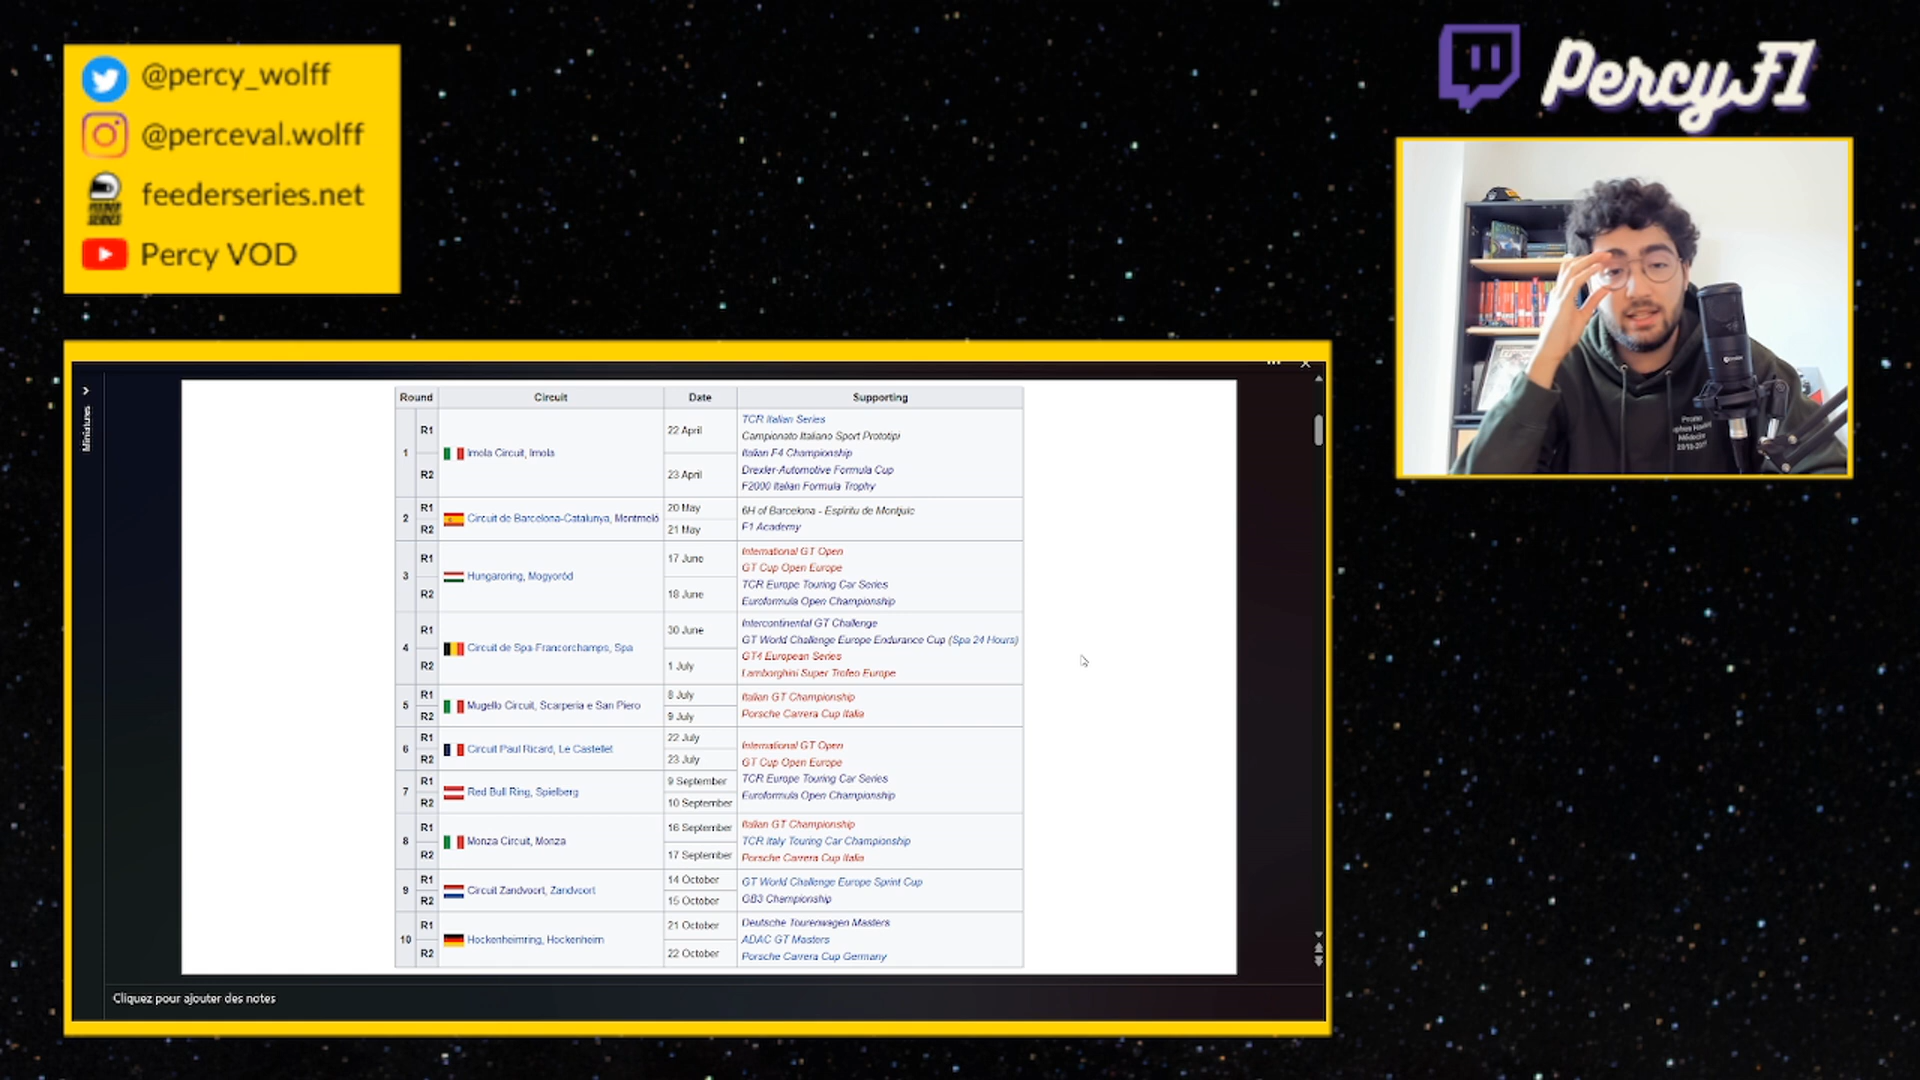 @percy_wolff
@perceval.wolff
feederseries.net
Percy VOD
PercyF1
Miniatures
Round Circuit Date Supporting
1 R1 R2 Imola Circuit, Imola 22 April 23 April
TCR Italian Series
Campionato Italiano Sport Prototipi
Italian F4 Championship
Drexler-Automotive Formula Cup
F2000 Italian Formula Trophy
2 R1 R2 Circuit de Barcelona-Catalunya, Montmeló 20 May 21 May
6H of Barcelona - Espíritu de Montjuïc
F1 Academy
3 R1 R2 Hungaroring, Mogyoród 17 June 18 June
International GT Open
GT Cup Open Europe
TCR Europe Touring Car Series
Euroformula Open Championship
4 R1 R2 Circuit de Spa-Francorchamps, Spa 30 June 1 July
Intercontinental GT Challenge
GT World Challenge Europe Endurance Cup (Spa 24 Hours)
GT4 European Series
Lamborghini Super Trofeo Europe
5 R1 R2 Mugello Circuit, Scarperia e San Piero 8 July 9 July
Italian GT Championship
Porsche Carrera Cup Italia
6 R1 R2 Circuit Paul Ricard, Le Castellet 22 July 23 July
International GT Open
GT Cup Open Europe
7 R1 R2 Red Bull Ring, Spielberg 9 September 10 September
TCR Europe Touring Car Series
Euroformula Open Championship
8 R1 R2 Monza Circuit, Monza 16 September 17 September
Italian GT Championship
TCR Italy Touring Car Championship
Porsche Carrera Cup Italia
9 R1 R2 Circuit Zandvoort, Zandvoort 14 October 15 October
GT World Challenge Europe Sprint Cup
GB3 Championship
10 R1 R2 Hockenheimring, Hockenheim 21 October 22 October
Deutsche Tourenwagen Masters
ADAC GT Masters
Porsche Carrera Cup Germany
Cliquez pour ajouter des notes